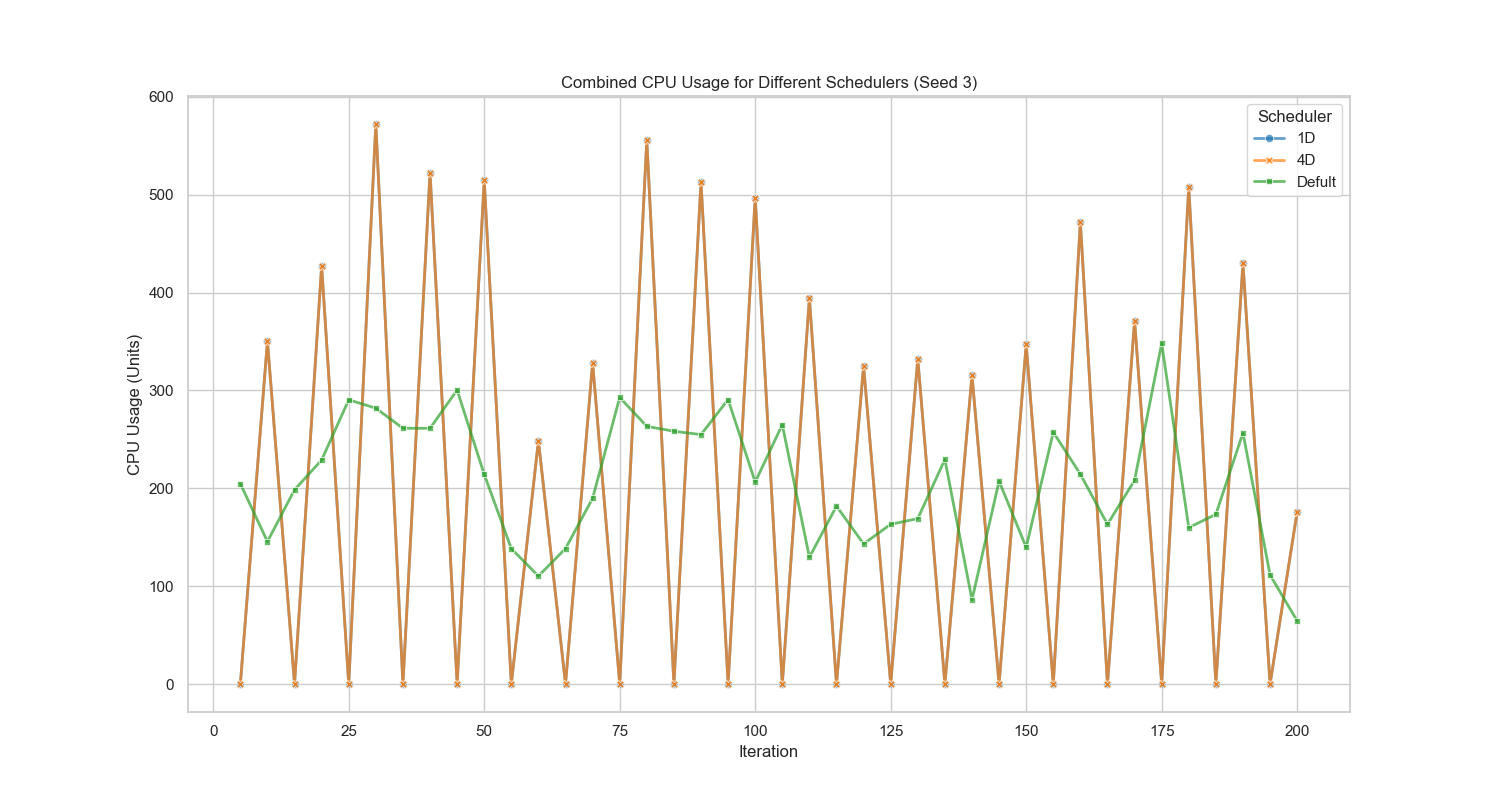 Combined CPU Usage for Different Schedulers (Seed 3)
600
500
400
300
200
100
0
CPU Usage (Units)
Scheduler
1D
4D
Defult
0 25 50 75 100 125 150 175 200
Iteration